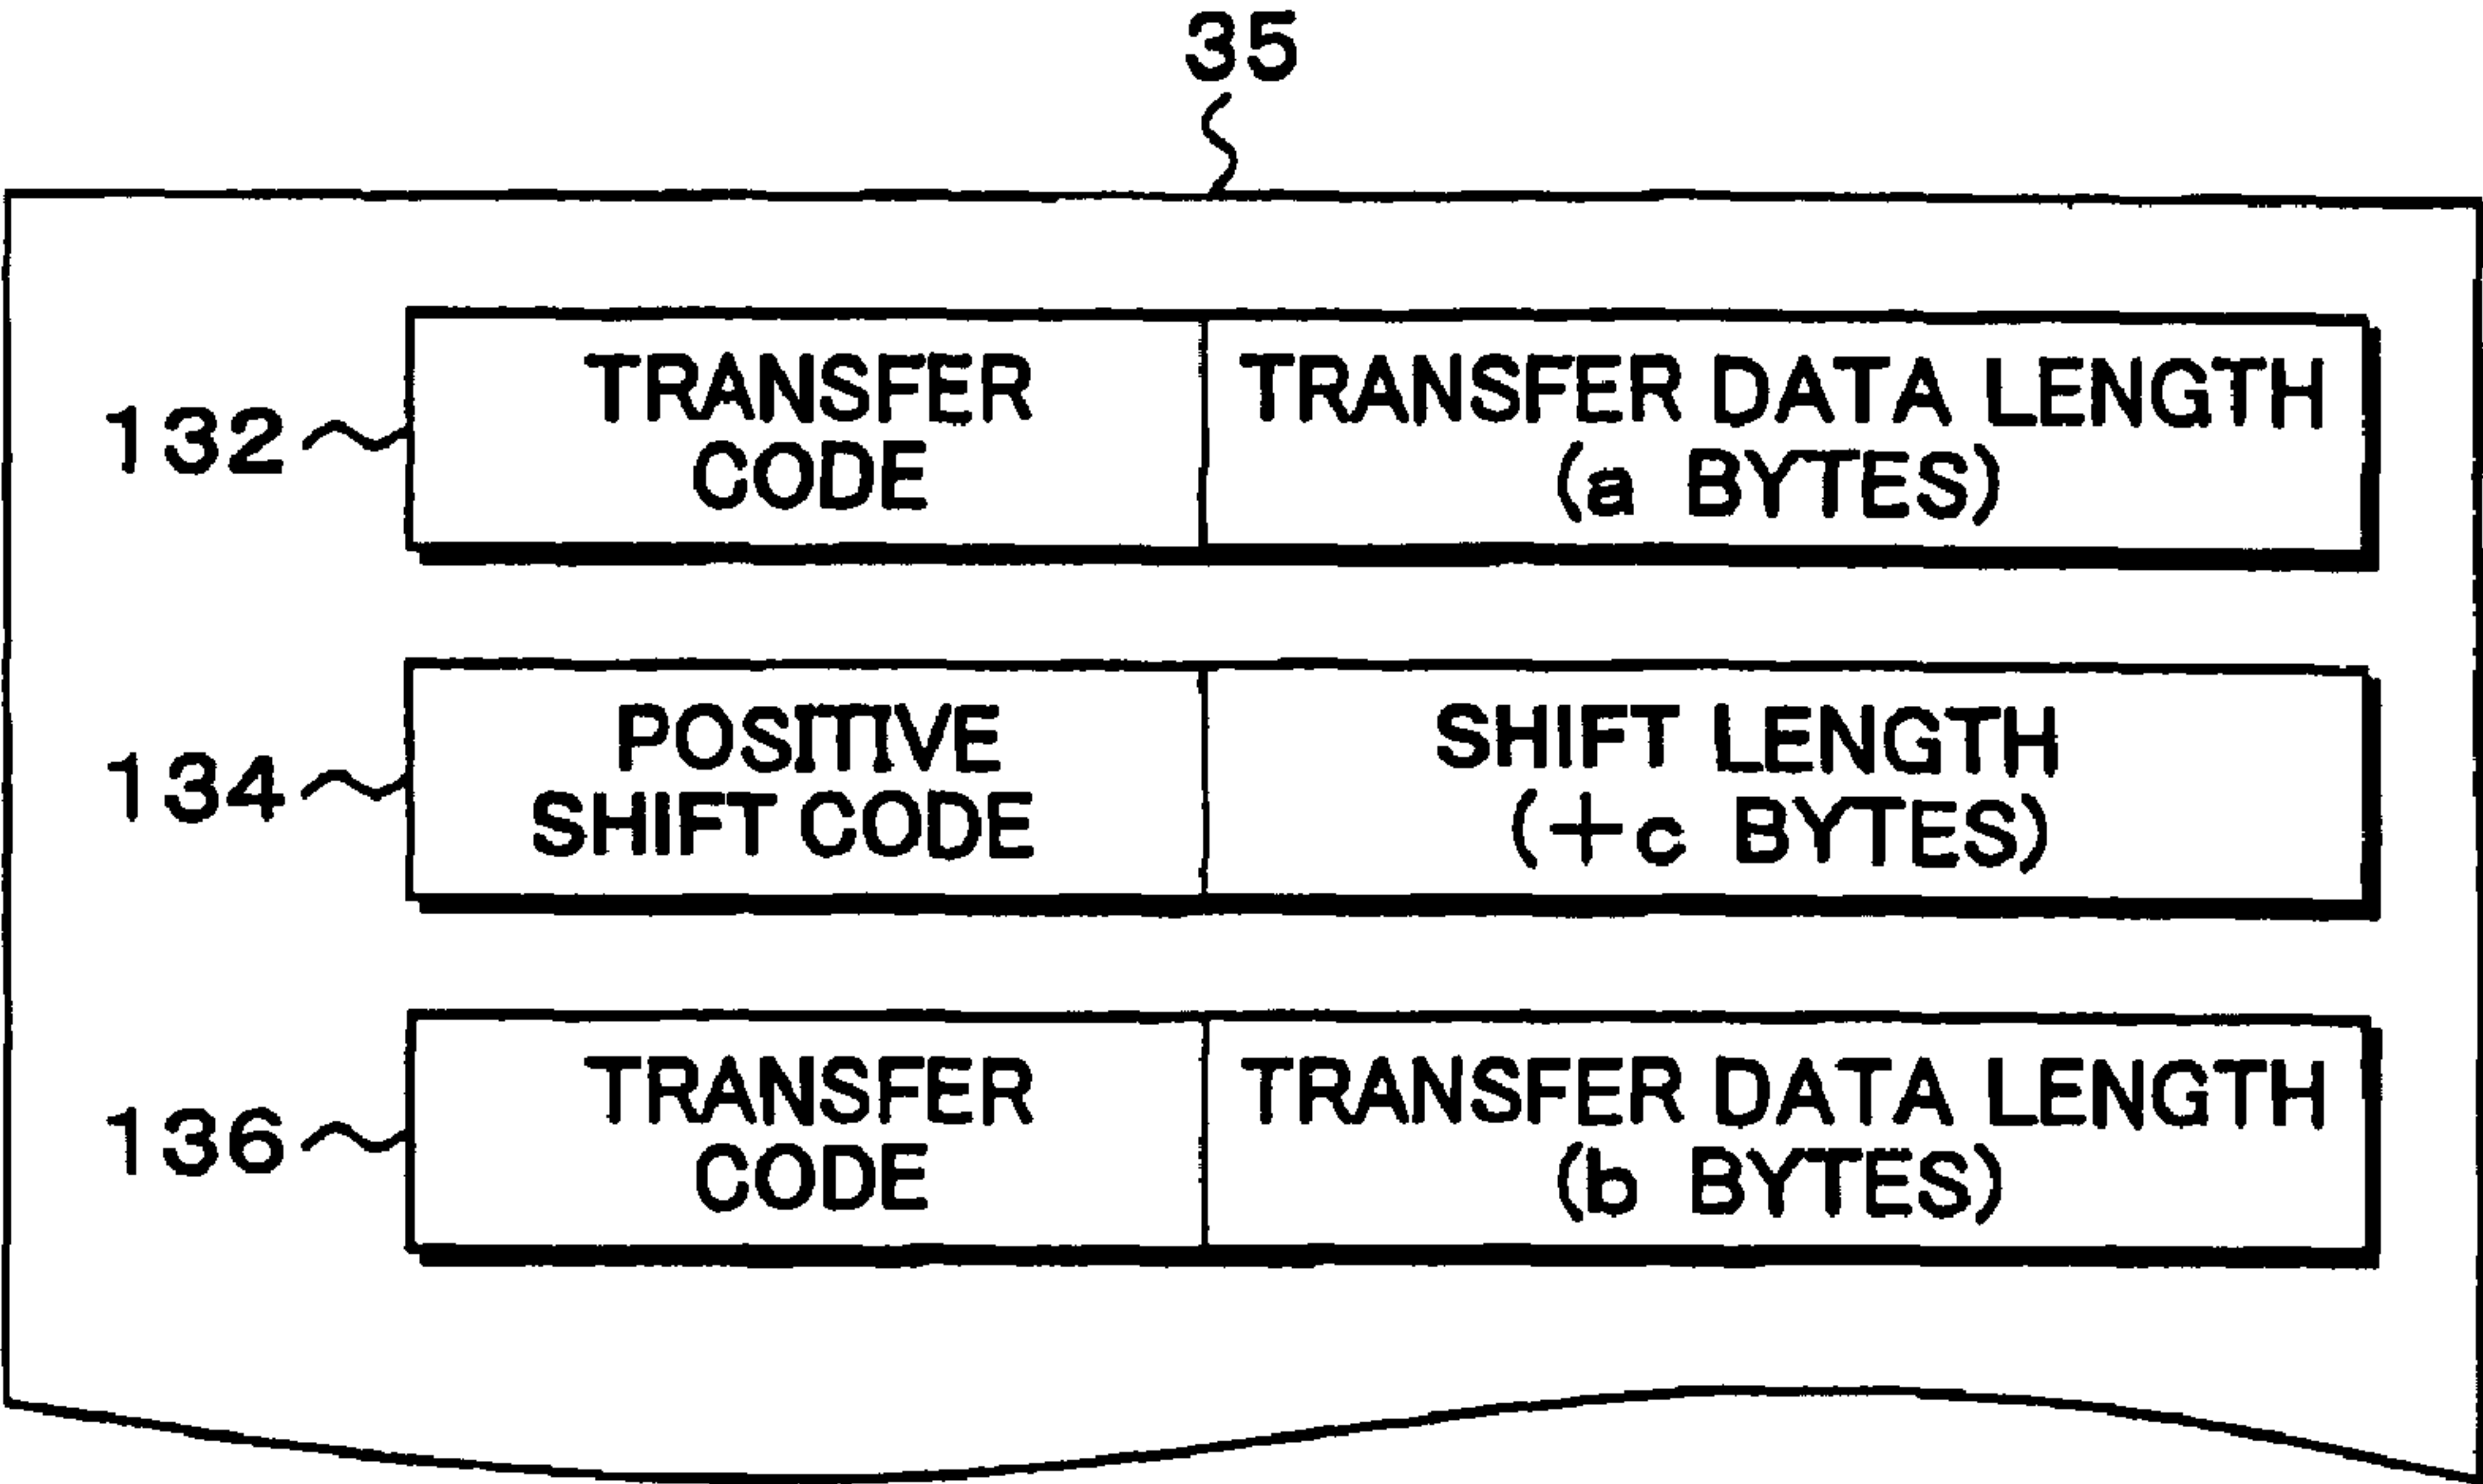 35
132
TRANSFER
CODE
TRANSFER DATA LENGTH
(a BYTES)
134
POSITIVE
SHIFT CODE
SHIFT LENGTH
(+c BYTES)
136
TRANSFER
CODE
TRANSFER DATA LENGTH
(b BYTES)